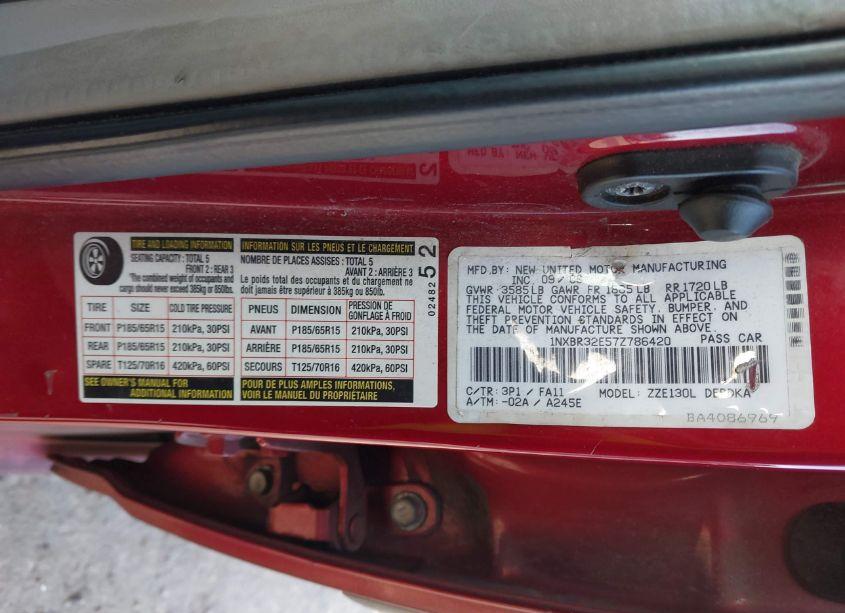 TIRE AND LOADING INFORMATION
SEATING CAPACITY : TOTAL 5
FRONT 2 : REAR 3
*The combined weight of occupants and
cargo should never exceed 385kg or 850lb.
TIRE SIZE COLD TIRE PRESSURE
FRONT P185/65R15 210kPa, 30PSI
REAR P185/65R15 210kPa, 30PSI
SPARE T125/70R16 420kPa, 60PSI
SEE OWNER'S MANUAL FOR
ADDITIONAL INFORMATION
INFORMATION SUR LES PNEUS ET LE CHARGEMENT
NOMBRE DE PLACES ASSISES : TOTAL 5
AVANT 2 : ARRIÈRE 3
Le poids total des occupants et du chargement
ne doit jamais être supérieur à 385kg ou 850lb.
PNEUS DIMENSION PRESSION DE GONFLAGE À FROID
AVANT P185/65R15 210kPa, 30PSI
ARRIÈRE P185/65R15 210kPa, 30PSI
SECOURS T125/70R16 420kPa, 60PSI
POUR DE PLUS AMPLES INFORMATIONS,
VOIR LE MANUEL DU PROPRIÉTAIRE
02482 52
MFD.BY: NEW UNITED MOTOR MANUFACTURING
INC. 09/
GVWR 3585LB GAWR FR 1865LB RR1720LB
THIS VEHICLE CONFORMS TO ALL APPLICABLE
FEDERAL MOTOR VEHICLE SAFETY, BUMPER, AND
THEFT PREVENTION STANDARDS IN EFFECT ON
THE DATE OF MANUFACTURE SHOWN ABOVE.
1NXBR32E57Z786420 PASS CAR
C/TR: 3P1 / FA11 MODEL: ZZE130L DEPDKA
A/TM: -02A / A245E
BA4086969